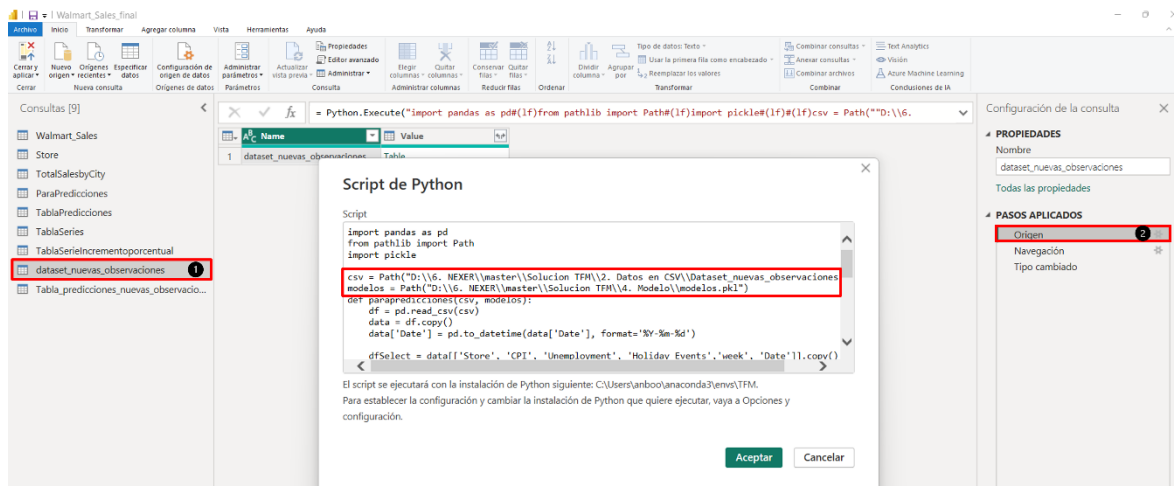 Walmart_Sales_final
Archivo Inicio Transformar Agregar columna Vista Herramientas Ayuda
Cerrar y aplicar
Nuevo origen
Orígenes recientes
Especificar datos
Configuración de origen de datos
Administrar parámetros
Actualizar vista previa
Propiedades
Editor avanzado
Administrar
Elegir columnas
Quitar columnas
Conservar filas
Quitar filas
Dividir columna
Agrupar por
Tipo de datos: Texto
Usar la primera fila como encabezado
Reemplazar los valores
Combinar consultas
Anexar consultas
Combinar archivos
Text Analytics
Visión
Azure Machine Learning
Cerrar Nueva consulta Orígenes de datos Parámetros Consulta Administrar columnas Reducir filas Ordenar Transformar Combinar Conclusiones de IA
Consultas [9]
Walmart_Sales
Store
TotalSalesbyCity
ParaPredicciones
TablaPredicciones
TablaSeries
TablaSerieIncrementoporcentual
dataset_nuevas_observaciones 1
Tabla_predicciones_nuevas_observacio...
fx = Python.Execute("import pandas as pd#(lf)from pathlib import Path#(lf)import pickle#(lf)#(lf)csv = Path(""D:\\6.
ABC Name Value
1 dataset_nuevas_observaciones Table
Script de Python
Script
import pandas as pd
from pathlib import Path
import pickle
csv = Path("D:\\6. NEXER\\master\\Solucion TFM\\2. Datos en CSV\\Dataset_nuevas_observaciones
modelos = Path("D:\\6. NEXER\\master\\Solucion TFM\\4. Modelo\\modelos.pkl")
def parapredicciones(csv, modelos):
df = pd.read_csv(csv)
data = df.copy()
data['Date'] = pd.to_datetime(data['Date'], format='%Y-%m-%d')
dfSelect = data[['Store', 'CPI', 'Unemployment', 'Holiday Events','week', 'Date']].copy()
El script se ejecutará con la instalación de Python siguiente: C:\Users\anboo\anaconda3\envs\TFM.
Para establecer la configuración y cambiar la instalación de Python que quiere ejecutar, vaya a Opciones y
configuración.
Aceptar Cancelar
Configuración de la consulta
PROPIEDADES
Nombre
dataset_nuevas_observaciones
Todas las propiedades
PASOS APLICADOS
Origen 2
Navegación
Tipo cambiado